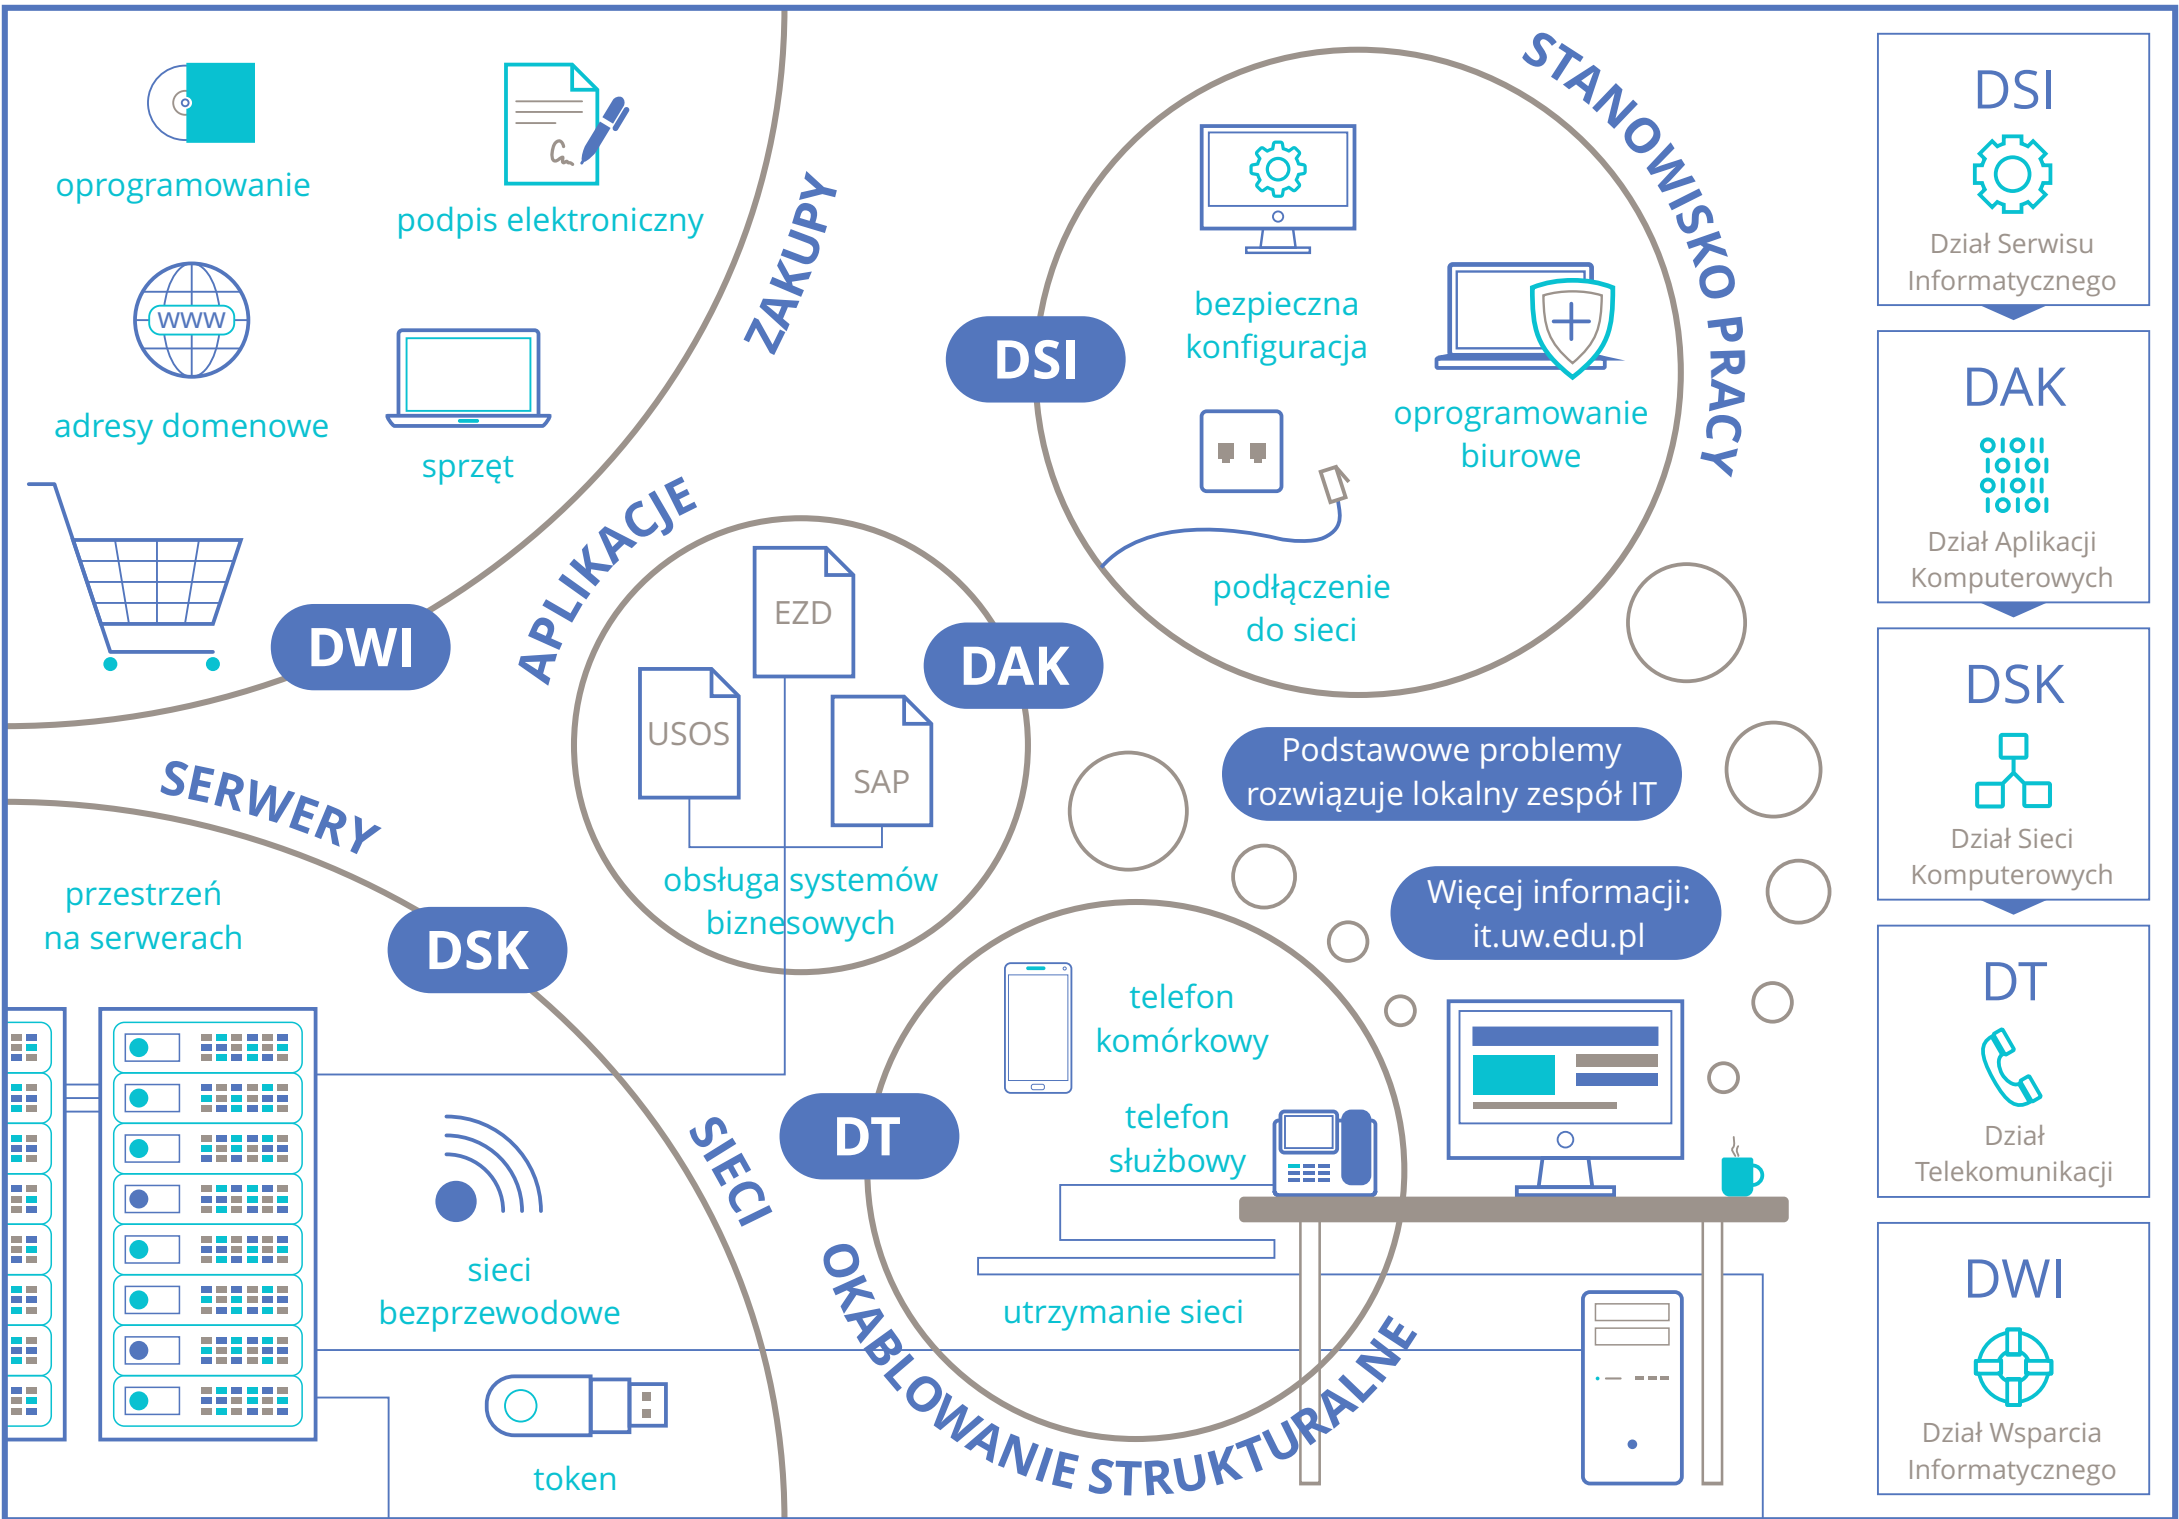 oprogramowanie
podpis elektroniczny
www
adresy domenowe
sprzęt
ZAKUPY
DWI
STANOWISKO PRACY
DSI
bezpieczna
konfiguracja
oprogramowanie
biurowe
podłączenie
do sieci
APLIKACJE
DAK
EZD
USOS
SAP
obsługa systemów
biznesowych
SERWERY
przestrzeń
na serwerach
DSK
SIECI
sieci
bezprzewodowe
token
Podstawowe problemy
rozwiązuje lokalny zespół IT
Więcej informacji:
it.uw.edu.pl
DT
telefon
komórkowy
telefon
służbowy
utrzymanie sieci
OKABLOWANIE STRUKTURALNE
DSI
Dział Serwisu
Informatycznego
DAK
01011
10101
01011
10101
Dział Aplikacji
Komputerowych
DSK
Dział Sieci
Komputerowych
DT
Dział
Telekomunikacji
DWI
Dział Wsparcia
Informatycznego